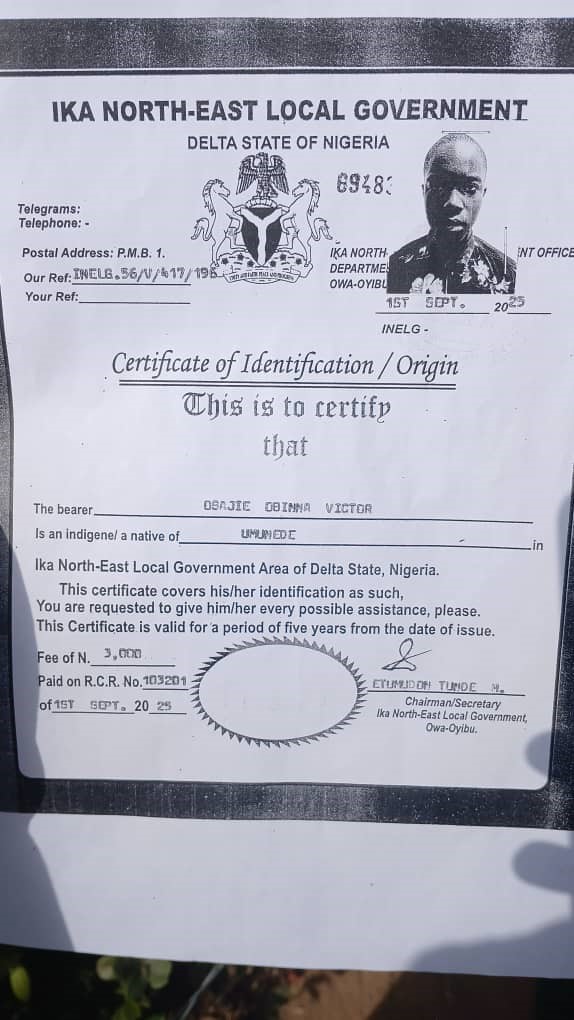 IKA NORTH-EAST LOCAL GOVERNMENT
DELTA STATE OF NIGERIA
Telegrams:
Telephone: -
Postal Address: P.M.B. 1.
Our Ref: INELG.56/V/417/196
Your Ref:
6948
IKA NORTH
DEPARTME
OWA-OYIBU
NT OFFICE
1ST SEPT. 2025
INELG -
Certificate of Identification / Origin
This is to certify
that
The bearer OSAJIE OBINNA VICTOR
Is an indigene/ a native of UMUNEDE in
Ika North-East Local Government Area of Delta State, Nigeria.
This certificate covers his/her identification as such,
You are requested to give him/her every possible assistance, please.
This Certificate is valid for a period of five years from the date of issue.
Fee of N. 3,000
Paid on R.C.R. No. 103201
of 1ST SEPT. 20 25
ETUMUDON TUNDE M.
Chairman/Secretary
Ika North-East Local Government,
Owa-Oyibu.